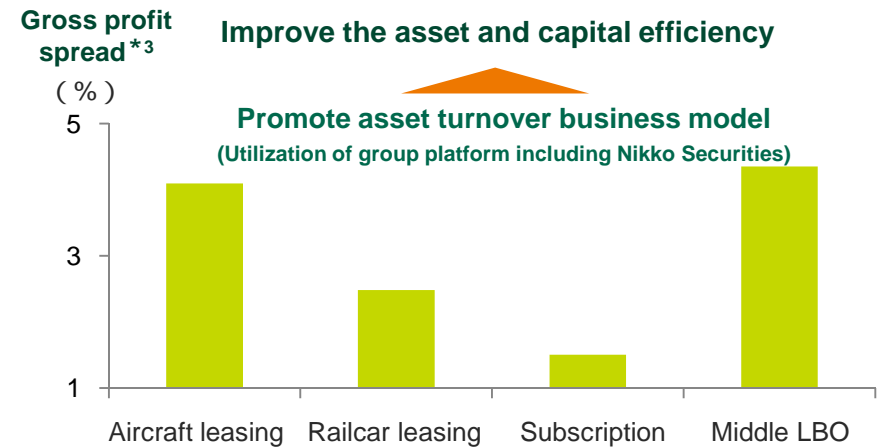 Gross profit
spread*3
(%)
Improve the asset and capital efficiency
Promote asset turnover business model
(Utilization of group platform including Nikko Securities)
5
3
1
Aircraft leasing
Railcar leasing
Subscription
Middle LBO